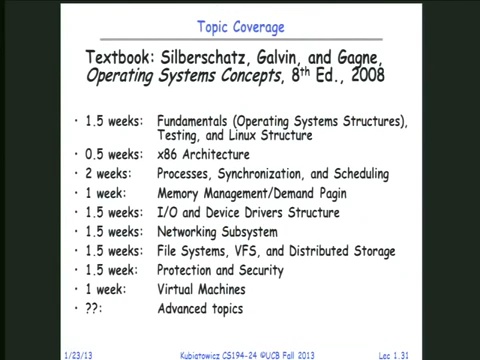 Topic Coverage
Textbook: Silberschatz, Galvin, and Gagne,
Operating Systems Concepts, 8th Ed., 2008
• 1.5 weeks: Fundamentals (Operating Systems Structures),
Testing, and Linux Structure
• 0.5 weeks: x86 Architecture
• 2 weeks: Processes, Synchronization, and Scheduling
• 1 week: Memory Management/Demand Pagin
• 1.5 weeks: I/O and Device Drivers Structure
• 1.5 weeks: Networking Subsystem
• 1.5 weeks: File Systems, VFS, and Distributed Storage
• 1.5 week: Protection and Security
• 1 week: Virtual Machines
• ??: Advanced topics
1/23/13 Kubiatowicz CS194-24 ©UCB Fall 2013 Lec 1.31